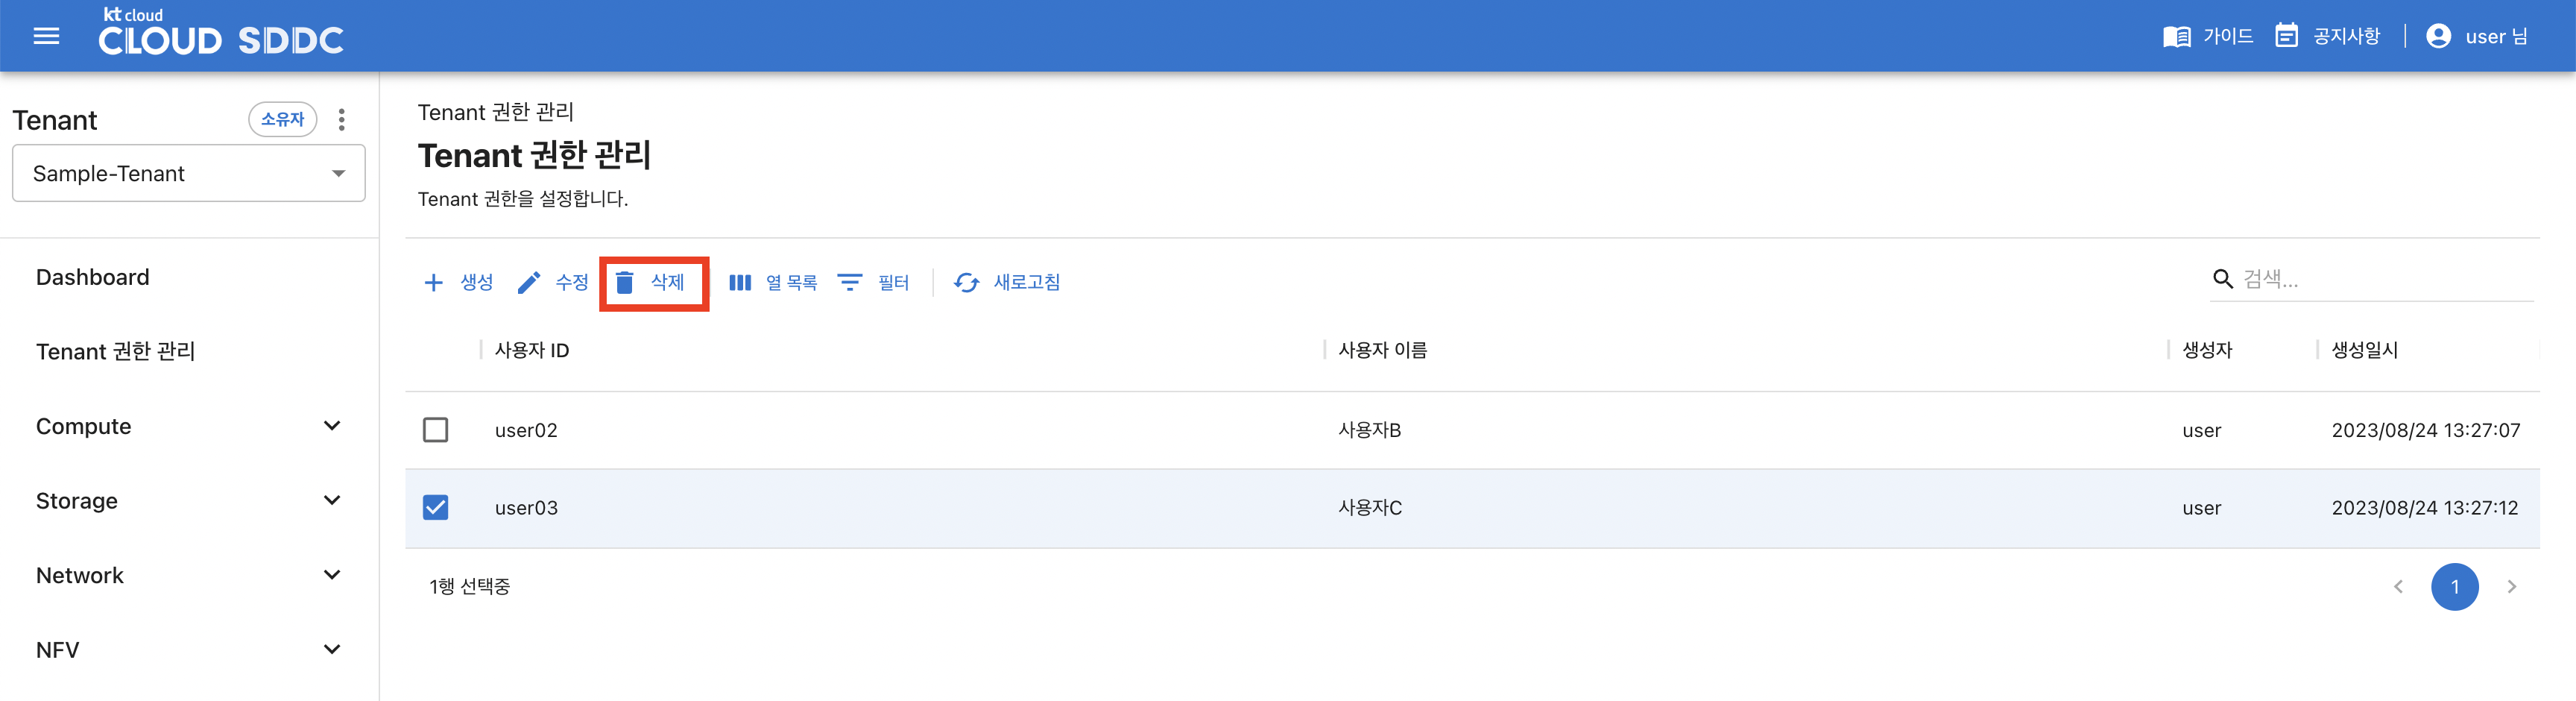 kt cloud
CLOUD SDDC
가이드
공지사항
user 님
Tenant
소유자
Sample-Tenant
Dashboard
Tenant 권한 관리
Compute
Storage
Network
NFV
Tenant 권한 관리
Tenant 권한 관리
Tenant 권한을 설정합니다.
생성 수정 삭제 열 목록 필터 새로고침
검색...
사용자 ID 사용자 이름 생성자 생성일시
user02 사용자B user 2023/08/24 13:27:07
user03 사용자C user 2023/08/24 13:27:12
1행 선택중
1